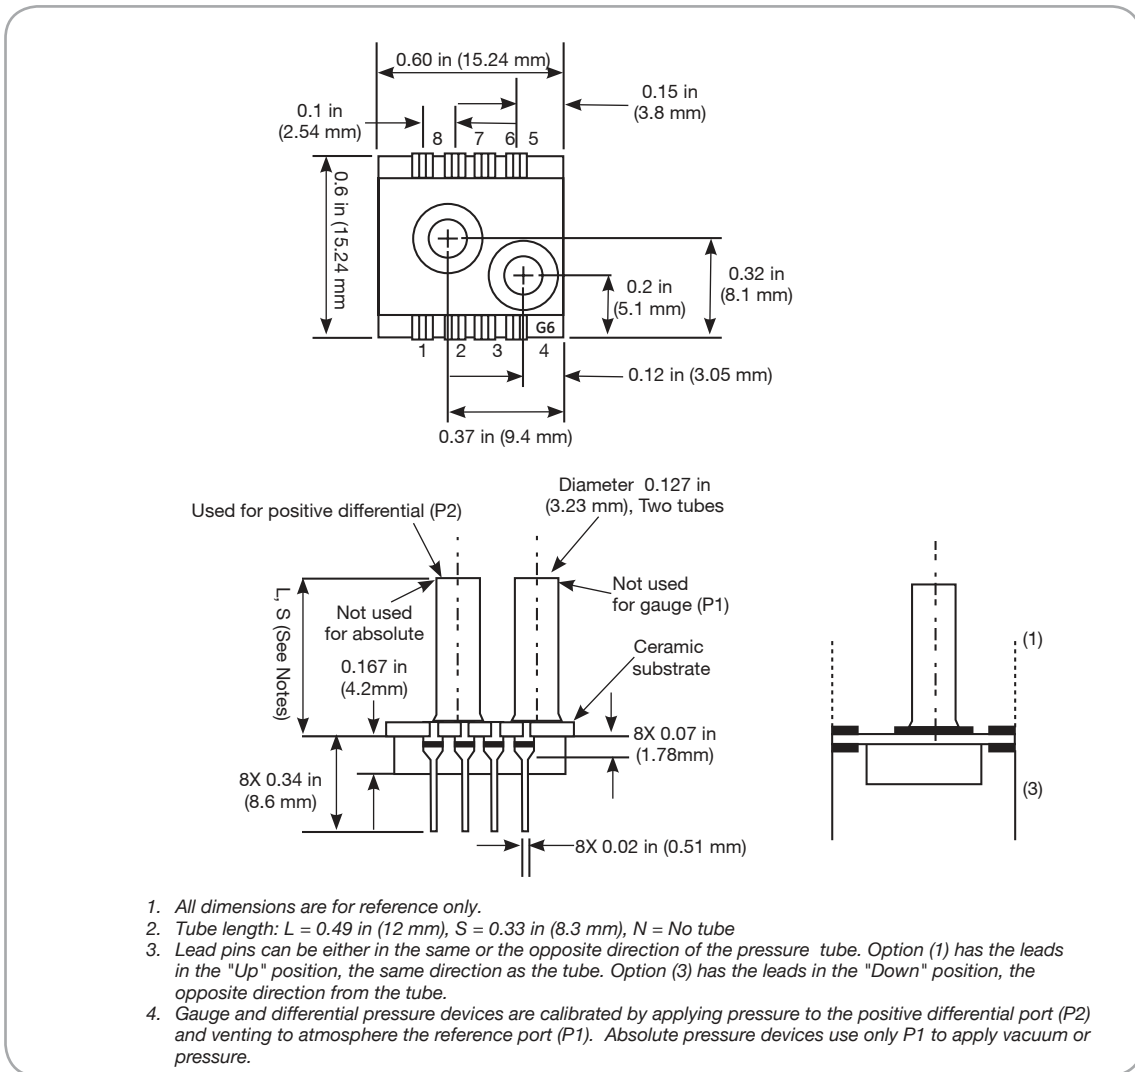 0.60 in (15.24 mm)
0.15 in
(3.8 mm)
0.1 in
(2.54 mm)
8 7 6 5
0.6 in (15.24 mm
0.32 in
(8.1 mm)
0.2 in
(5.1 mm)
G6
1 2 3 4
0.12 in (3.05 mm)
0.37 in (9.4 mm)
Diameter 0.127 in
(3.23 mm), Two tubes
Used for positive differential (P2)
Not used
for gauge (P1)
Not used
for absolute
L, S (See Notes)
Ceramic
substrate
0.167 in
(4.2mm)
8X 0.07 in
(1.78mm)
8X 0.34 in
(8.6 mm)
8X 0.02 in (0.51 mm)
(1)
(3)
1. All dimensions are for reference only.
2. Tube length: L = 0.49 in (12 mm), S = 0.33 in (8.3 mm), N = No tube
3. Lead pins can be either in the same or the opposite direction of the pressure tube. Option (1) has the leads
in the "Up" position, the same direction as the tube. Option (3) has the leads in the "Down" position, the
opposite direction from the tube.
4. Gauge and differential pressure devices are calibrated by applying pressure to the positive differential port (P2)
and venting to atmosphere the reference port (P1). Absolute pressure devices use only P1 to apply vacuum or
pressure.